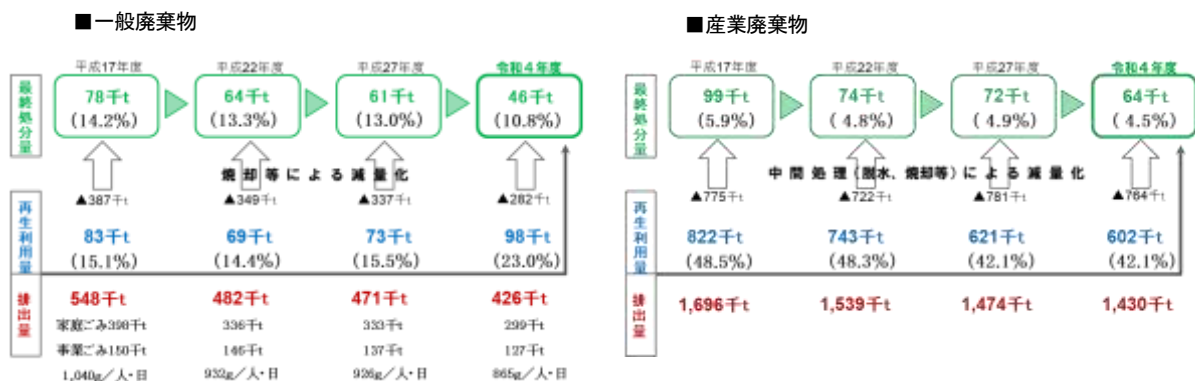 ■一般廃棄物
平成17年度 平成22年度 平成27年度 令和4年度
最終処分量
78千t 64千t 61千t 46千t
(14.2%) (13.3%) (13.0%) (10.8%)
焼却等による減量化
▲387千t ▲349千t ▲337千t ▲282千t
再生利用量
83千t 69千t 73千t 98千t
(15.1%) (14.4%) (15.5%) (23.0%)
排出量
548千t 482千t 471千t 426千t
家庭ごみ398千t 336千t 333千t 299千t
事業ごみ150千t 146千t 137千t 127千t
1,040g/人・日 932g/人・日 926g/人・日 865g/人・日
■産業廃棄物
平成17年度 平成22年度 平成27年度 令和4年度
最終処分量
99千t 74千t 72千t 64千t
(5.9%) ( 4.8%) ( 4.9%) ( 4.5%)
中間処理(脱水、焼却等)による減量化
▲775千t ▲722千t ▲781千t ▲764千t
再生利用量
822千t 743千t 621千t 602千t
(48.5%) (48.3%) (42.1%) (42.1%)
排出量
1,696千t 1,539千t 1,474千t 1,430千t